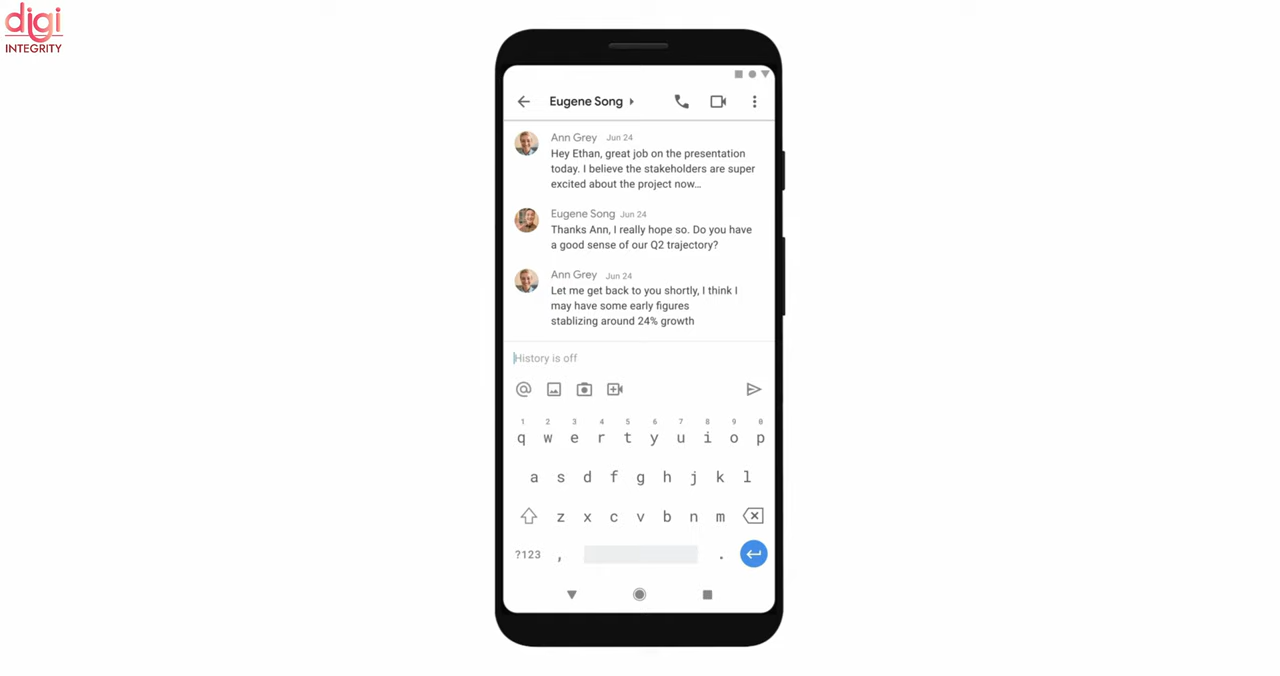 digi
INTEGRITY
Eugene Song
Ann Grey Jun 24
Hey Ethan, great job on the presentation
today. I believe the stakeholders are super
excited about the project now...
Eugene Song Jun 24
Thanks Ann, I really hope so. Do you have
a good sense of our Q2 trajectory?
Ann Grey Jun 24
Let me get back to you shortly, I think I
may have some early figures
stablizing around 24% growth
History is off
@
1 2 3 4 5 6 7 8 9 0
q w e r t y u i o p
a s d f g h j k l
z x c v b n m
?123 , .